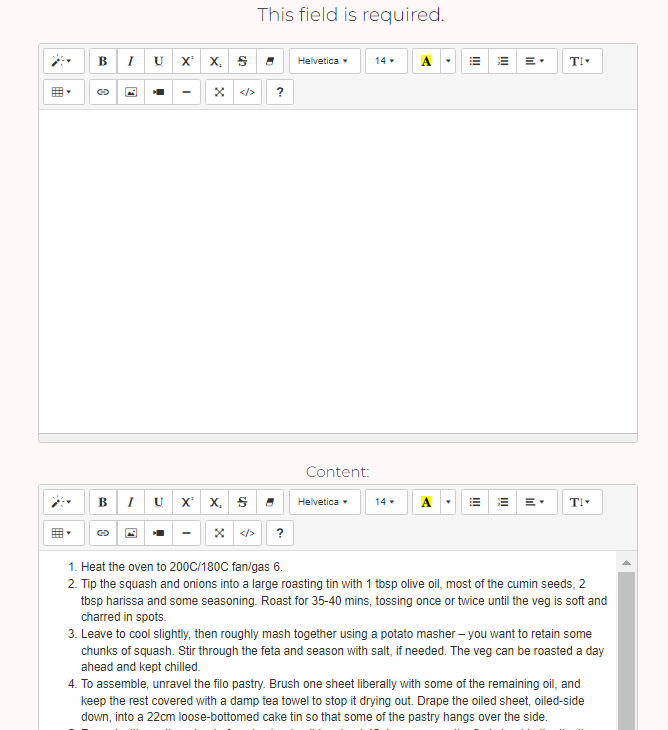 This field is required.
B I U X² X₂ S Helvetica 14 A T
</> ?
Content:
B I U X² X₂ S Helvetica 14 A T
</> ?
1. Heat the oven to 200C/180C fan/gas 6.
2. Tip the squash and onions into a large roasting tin with 1 tbsp olive oil, most of the cumin seeds, 2
tbsp harissa and some seasoning. Roast for 35-40 mins, tossing once or twice until the veg is soft and
charred in spots.
3. Leave to cool slightly, then roughly mash together using a potato masher – you want to retain some
chunks of squash. Stir through the feta and season with salt, if needed. The veg can be roasted a day
ahead and kept chilled.
4. To assemble, unravel the filo pastry. Brush one sheet liberally with some of the remaining oil, and
keep the rest covered with a damp tea towel to stop it drying out. Drape the oiled sheet, oiled-side
down, into a 22cm loose-bottomed cake tin so that some of the pastry hangs over the side.